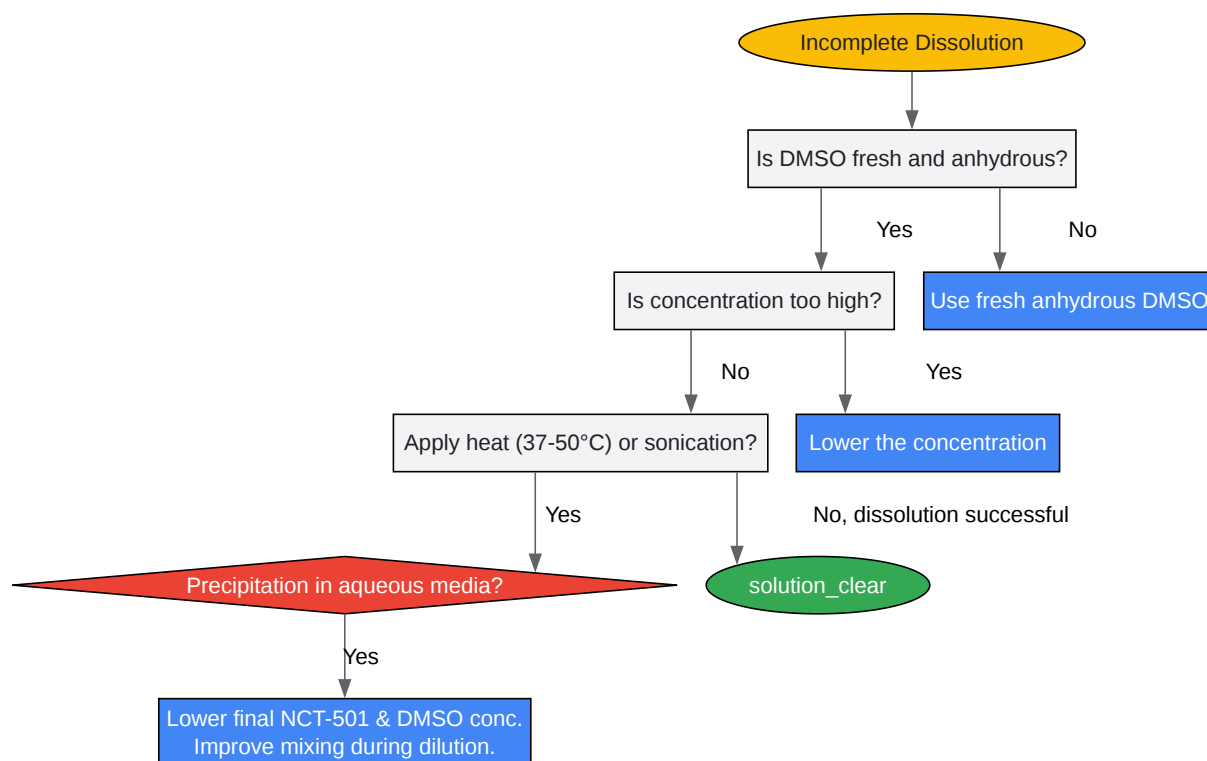 Incomplete Dissolution
Is DMSO fresh and anhydrous?
Yes
No
Is concentration too high?
Use fresh anhydrous DMSO
No
Yes
Apply heat (37-50°C) or sonication?
Lower the concentration
Yes
No, dissolution successful
Precipitation in aqueous media?
solution_clear
Yes
Lower final NCT-501 & DMSO conc.
Improve mixing during dilution.